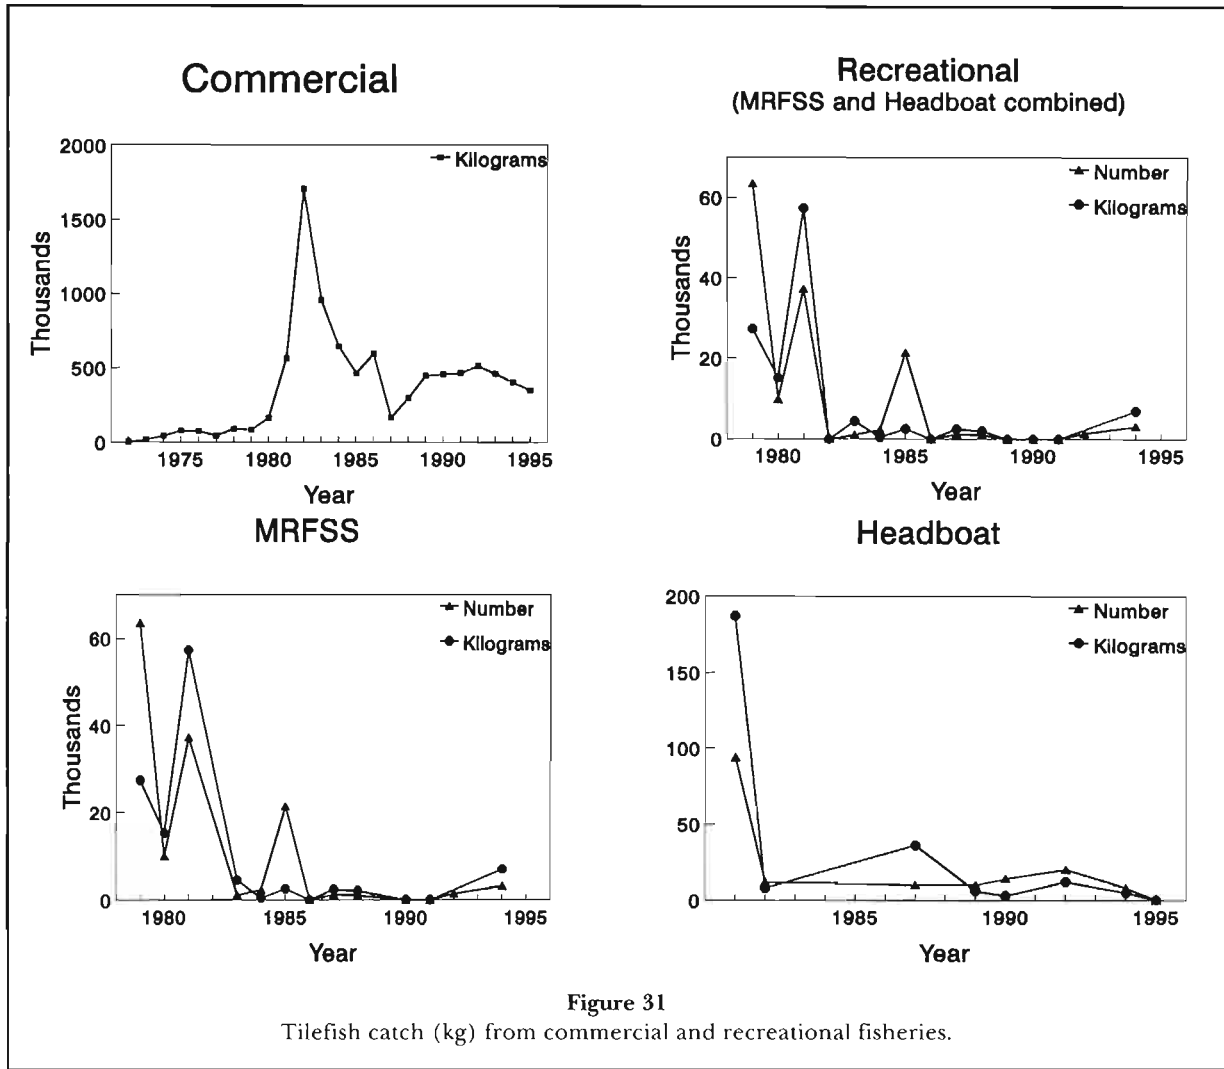 Commercial
2000
1500
1000
500
0
Thousands
Kilograms
1975 1980 1985 1990 1995
Year
Recreational
(MRFSS and Headboat combined)
60
40
20
0
Thousands
Number
Kilograms
1980 1985 1990 1995
Year
MRFSS
60
40
20
0
Thousands
Number
Kilograms
1980 1985 1990 1995
Year
Headboat
200
150
100
50
0
Number
Kilograms
1985 1990 1995
Year
Figure 31
Tilefish catch (kg) from commercial and recreational fisheries.